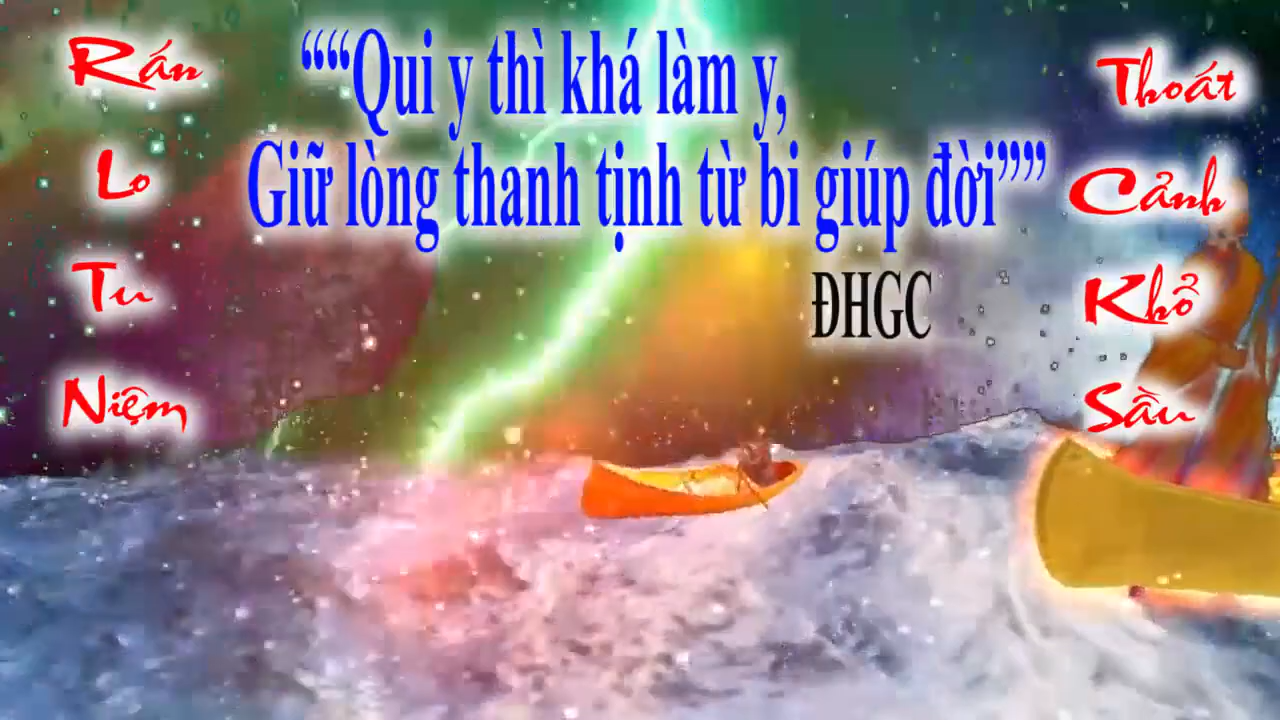 Rấn
Lo
Tu
Niệm
““Qui y thì khá làm y,
Giữ lòng thanh tịnh từ bi giúp đời””
ĐHGC
Thoát
Cảnh
Khổ
Sầu